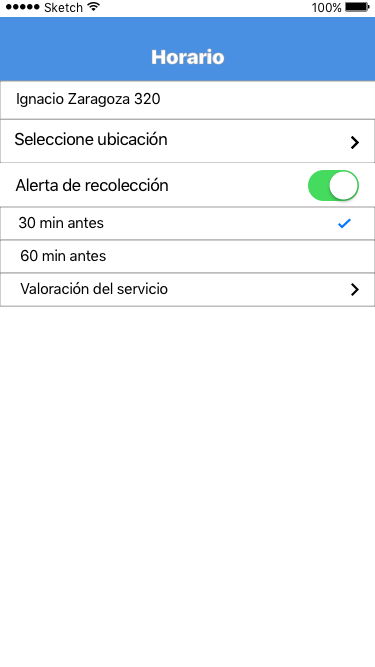 Sketch 100%
Horario
Ignacio Zaragoza 320
Seleccione ubicación
Alerta de recolección
30 min antes
60 min antes
Valoración del servicio